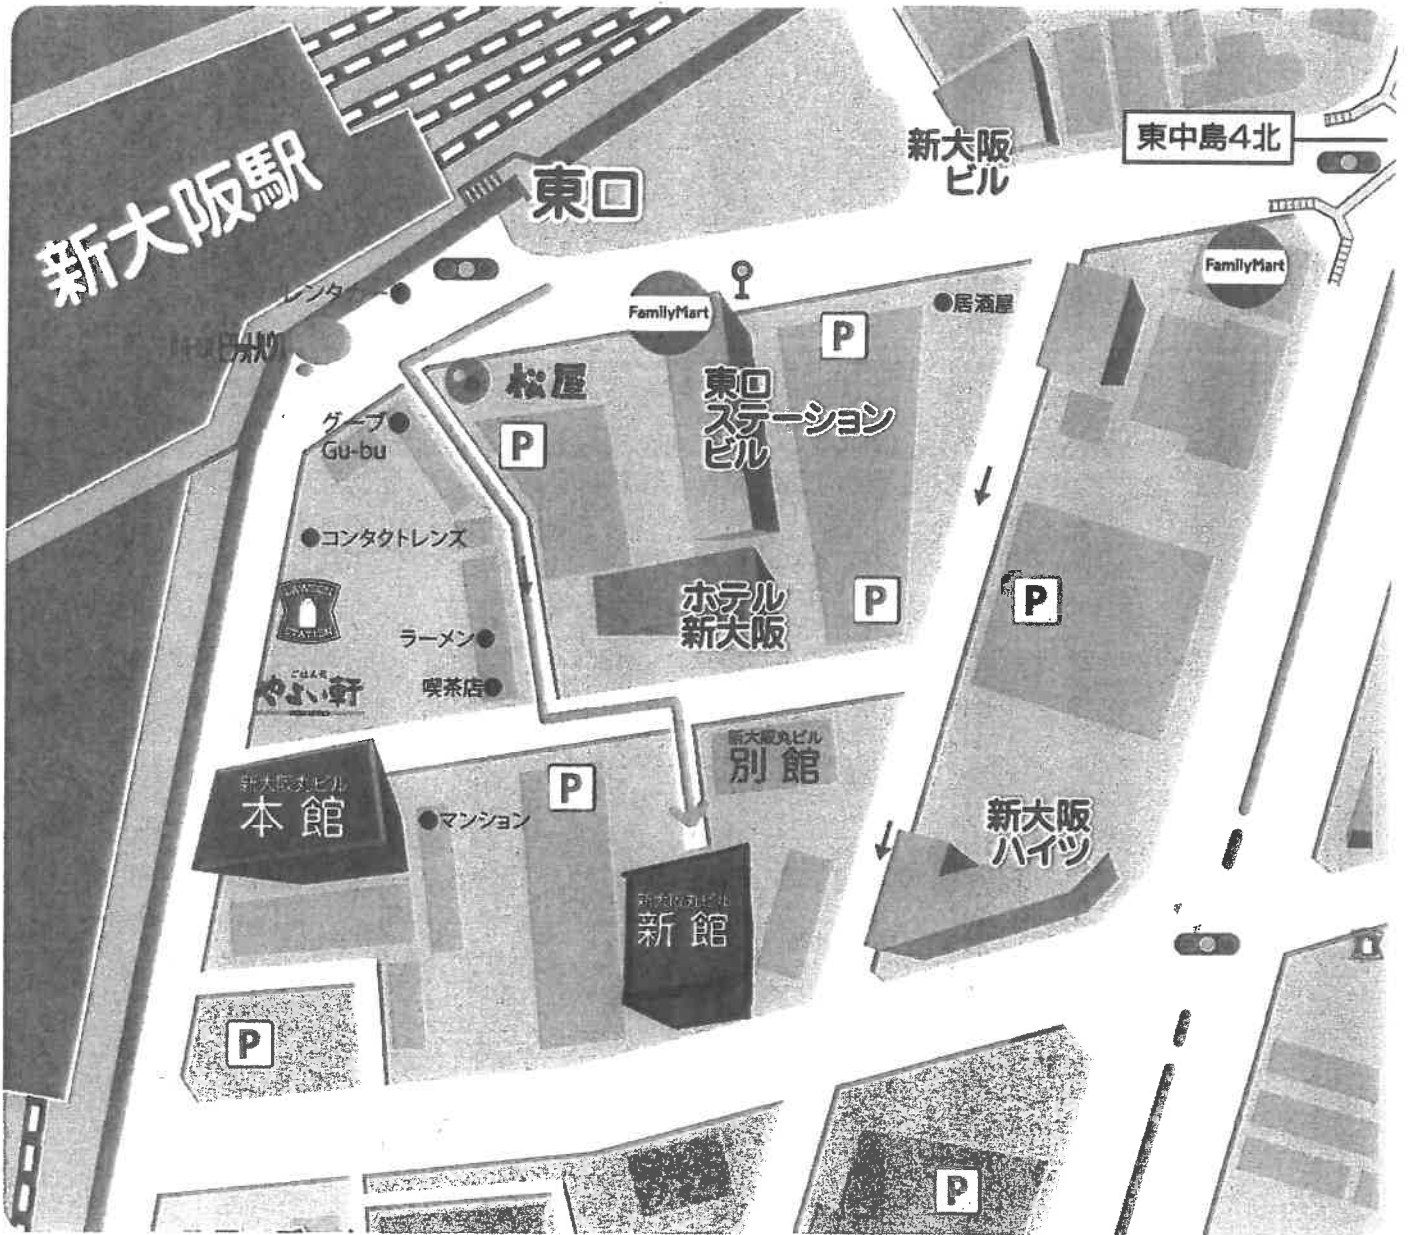 新大阪駅
東口
新大阪
ビル
東中島4北
レンタカー
FamilyMart
FamilyMart
居酒屋
P
松屋
東口
ステーション
ビル
グーブ
Gu-bu
P
コンタクトレンズ
STATION
ホテル
新大阪
P
P
ラーメン
ごはん処
やよい軒
喫茶店
新大阪丸ビル
別館
新大阪丸ビル
本館
P
マンション
新大阪
ハイツ
新大阪丸ビル
新館
P
P